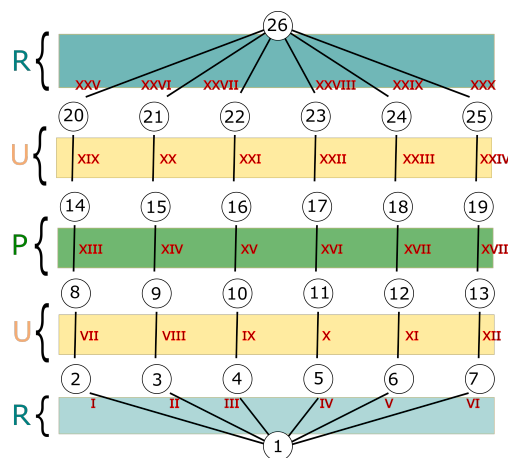 26
R
XXV XXVI XXVII XXVIII XXIX XXX
20 21 22 23 24 25
U
XIX XX XXI XXII XXIII XXIV
14 15 16 17 18 19
P
XIII XIV XV XVI XVII XVII
8 9 10 11 12 13
U
VII VIII IX X XI XII
2 3 4 5 6 7
R
I II III IV V VI
1